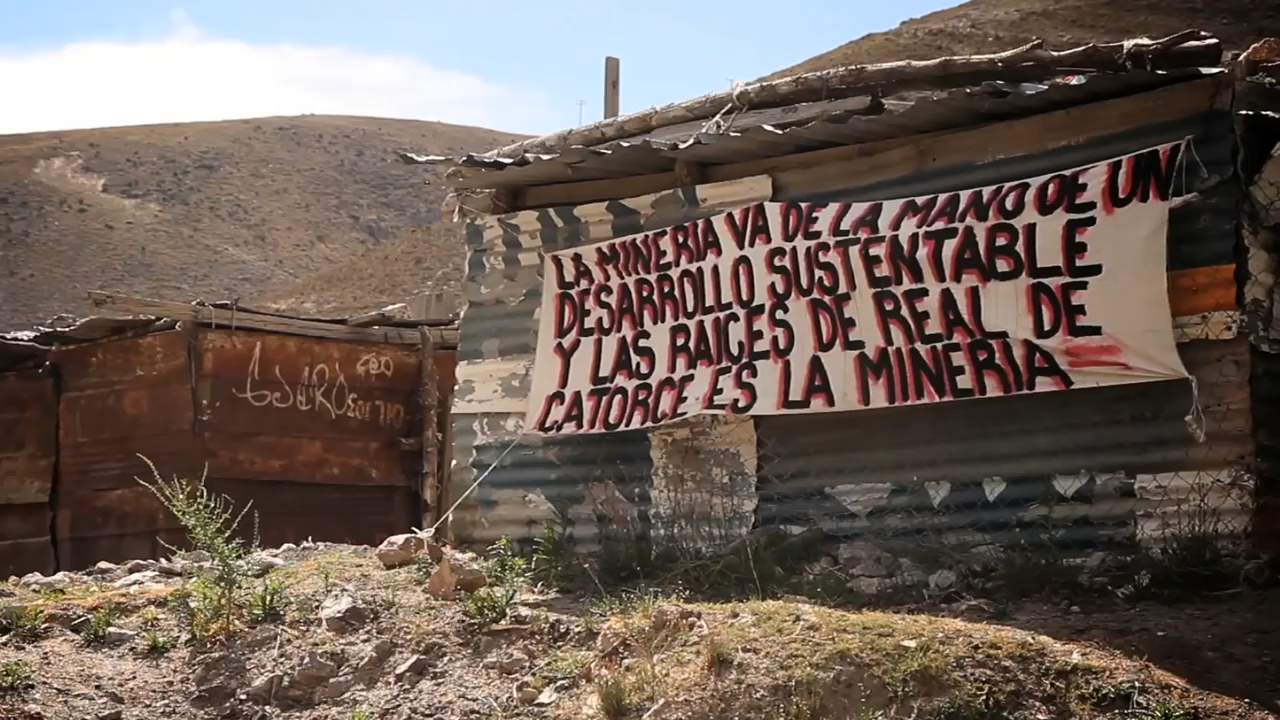 LA MINERIA VA DE LA MANO DE UN
DESARROLLO SUSTENTABLE
Y LAS RAICES DE REAL DE
CATORCE ES LA MINERIA